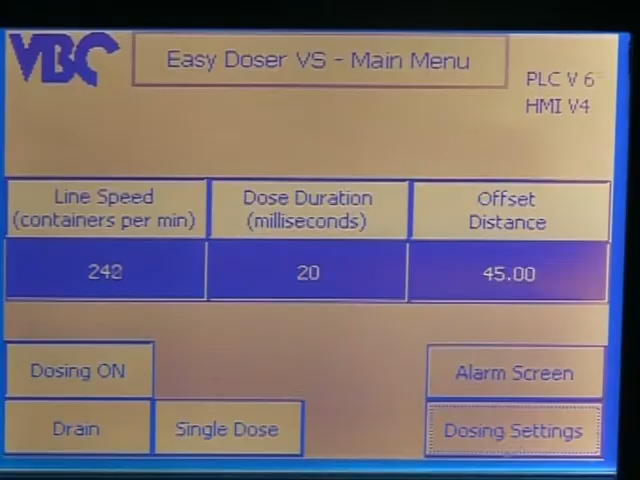 VBC
Easy Doser VS - Main Menu
PLC V 6
HMI V4
Line Speed
(containers per min)
Dose Duration
(milliseconds)
Offset
Distance
242
20
45.00
Dosing ON
Alarm Screen
Drain
Single Dose
Dosing Settings